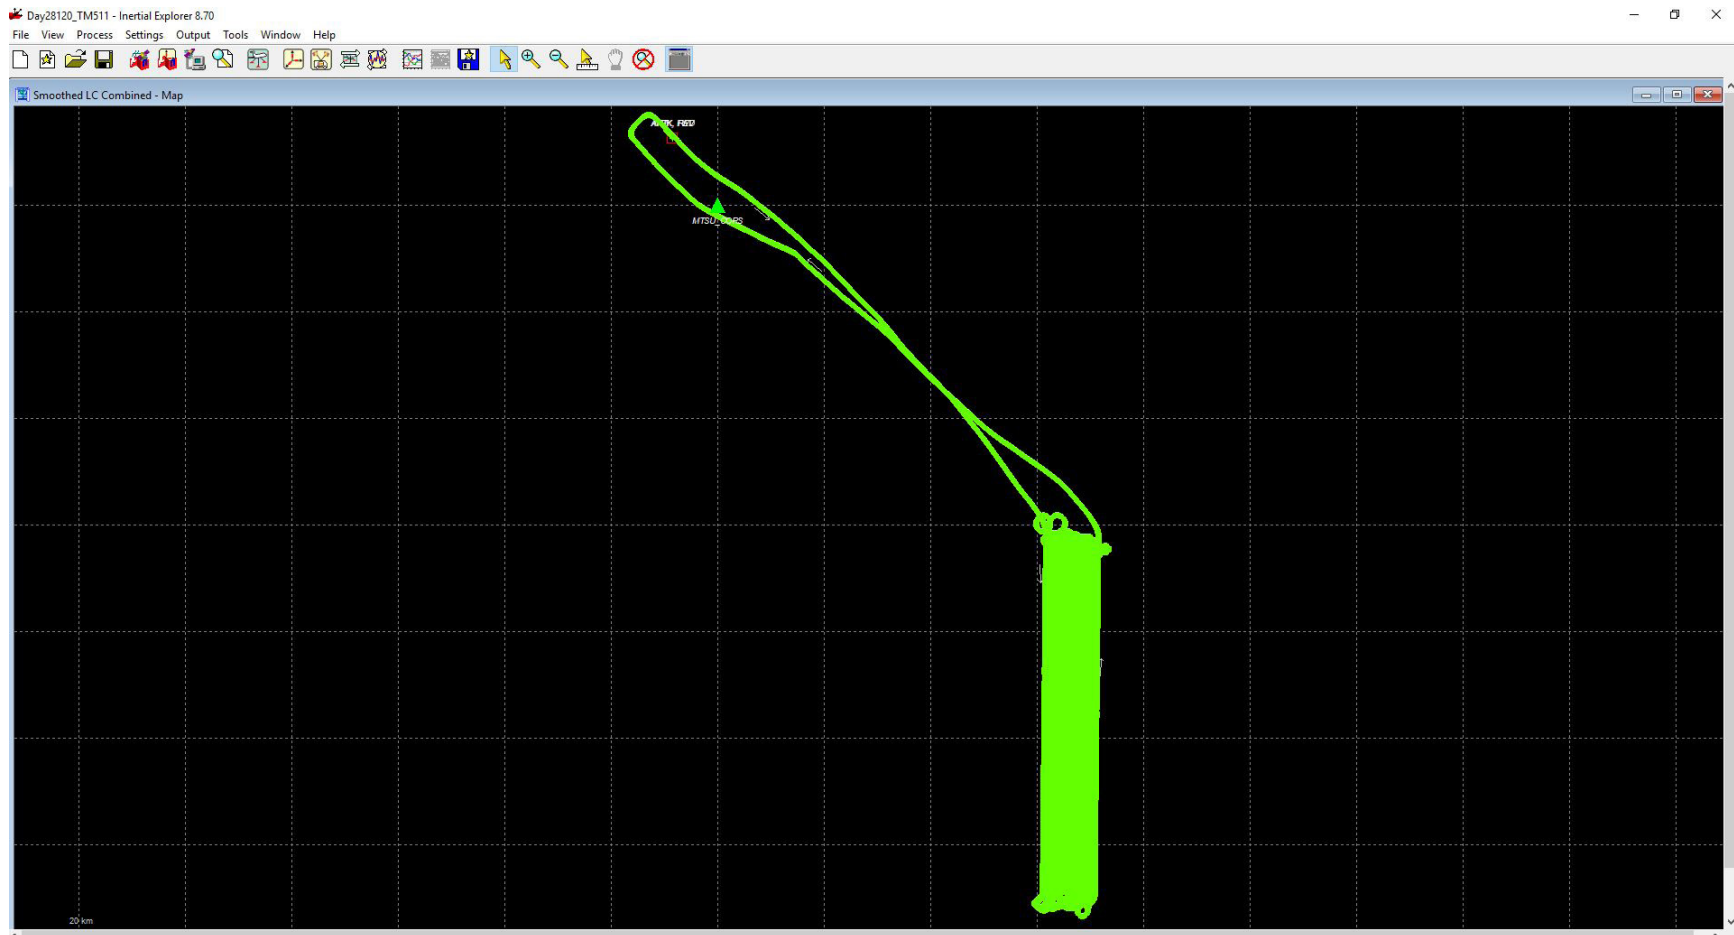 Day28120_TM511 - Inertial Explorer 8.70
File View Process Settings Output Tools Window Help
Smoothed LC Combined - Map
MTSU_CORS
20 km